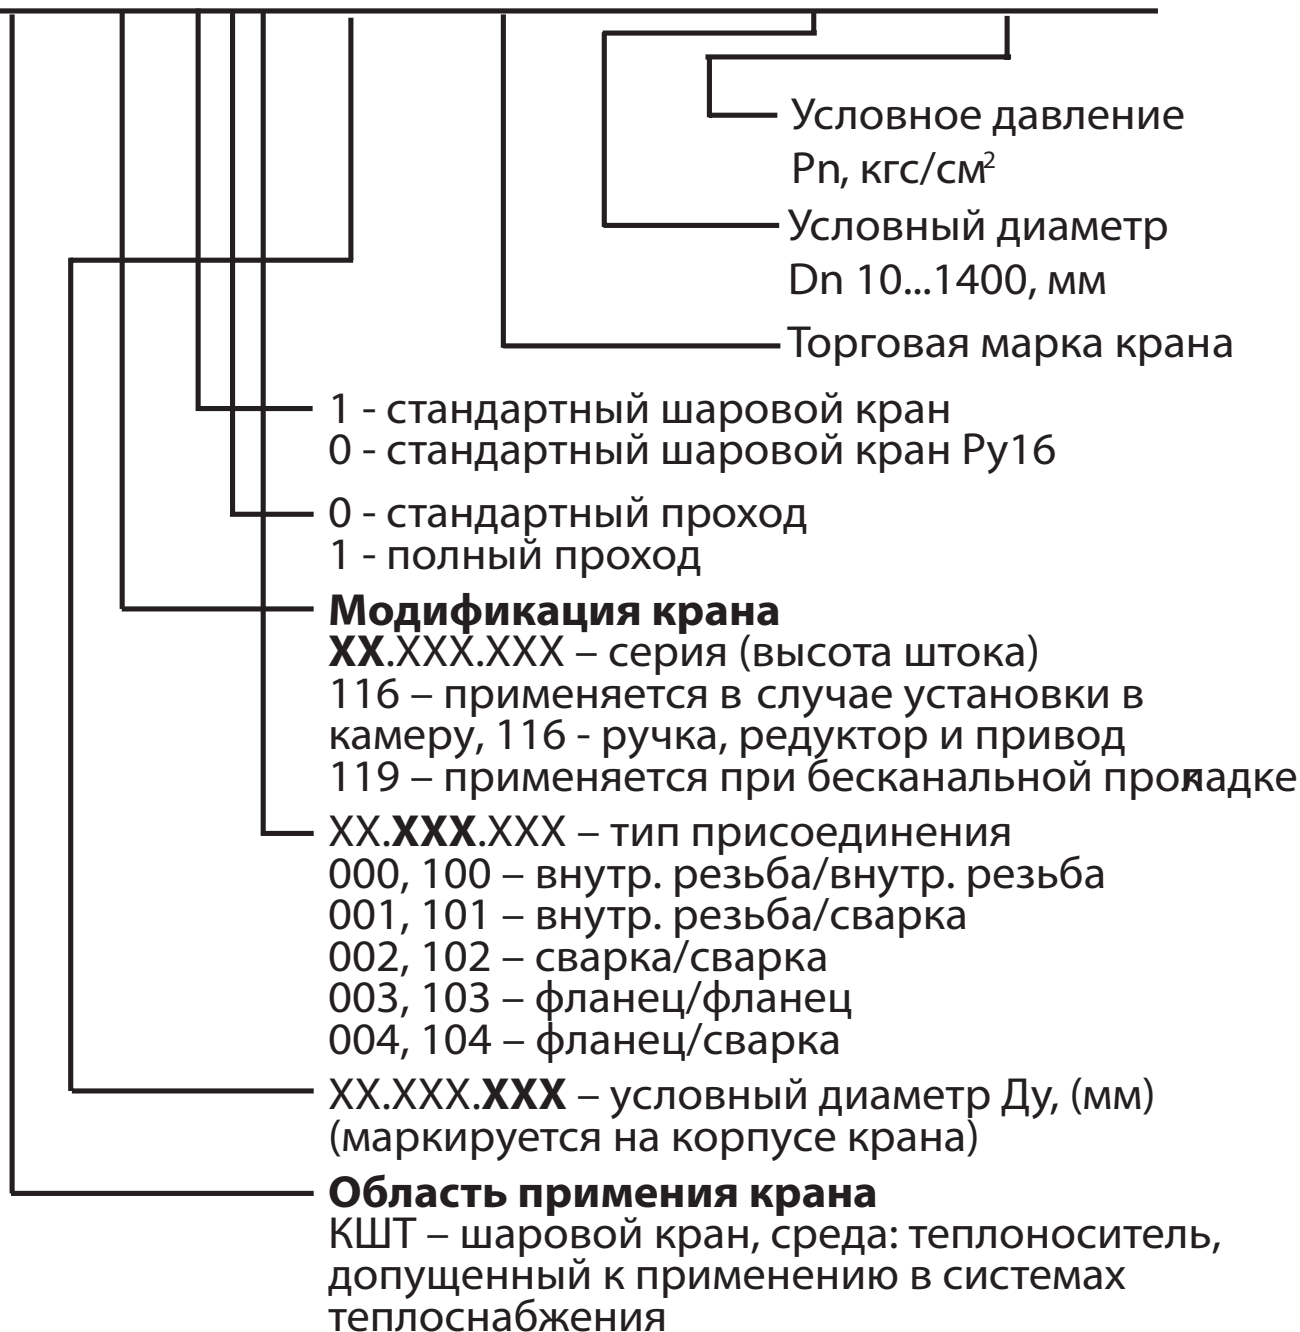 Условное давление
Pn, кгс/см²
Условный диаметр
Dn 10...1400, мм
Торговая марка крана
1 - стандартный шаровой кран
0 - стандартный шаровой кран Ру16
0 - стандартный проход
1 - полный проход
Модификация крана
XX.XXX.XXX – серия (высота штока)
116 – применяется в случае установки в
камеру, 116 - ручка, редуктор и привод
119 – применяется при бесканальной прокладке
XX.XXX.XXX – тип присоединения
000, 100 – внутр. резьба/внутр. резьба
001, 101 – внутр. резьба/сварка
002, 102 – сварка/сварка
003, 103 – фланец/фланец
004, 104 – фланец/сварка
XX.XXX.XXX – условный диаметр Ду, (мм)
(маркируется на корпусе крана)
Область примения крана
КШТ – шаровой кран, среда: теплоноситель,
допущенный к применению в системах
теплоснабжения